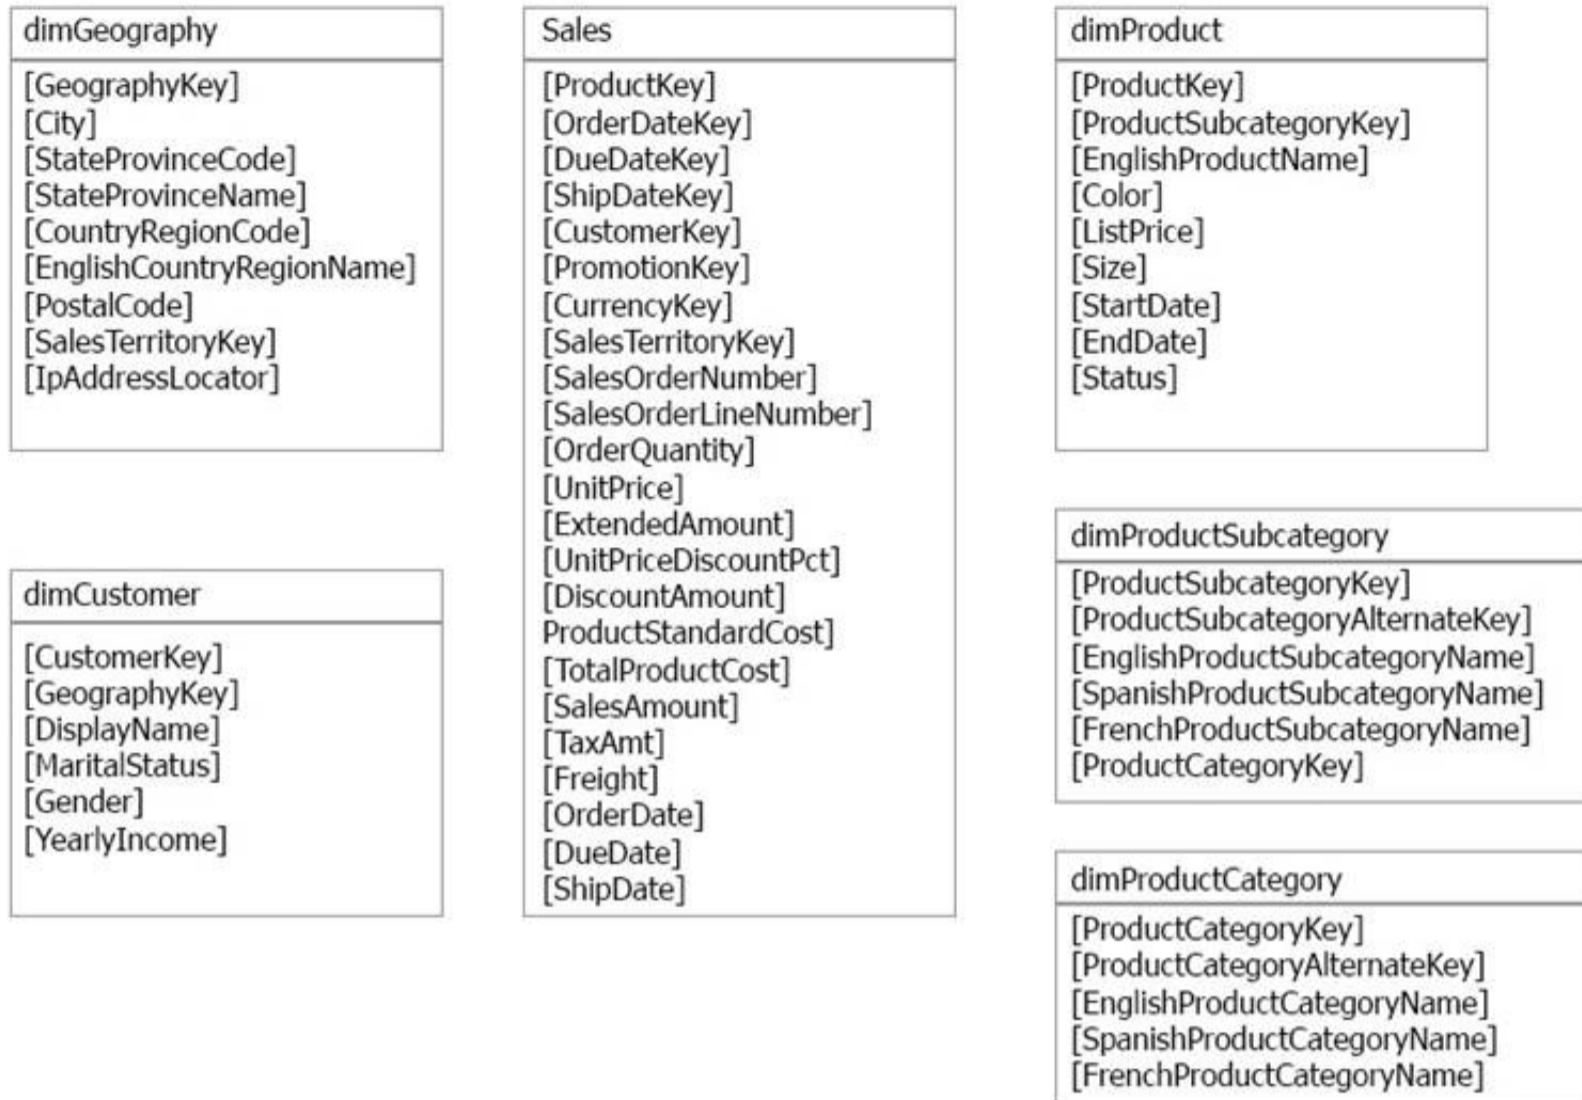 dimGeography
[GeographyKey]
[City]
[StateProvinceCode]
[StateProvinceName]
[CountryRegionCode]
[EnglishCountryRegionName]
[PostalCode]
[SalesTerritoryKey]
[IpAddressLocator]
dimCustomer
[CustomerKey]
[GeographyKey]
[DisplayName]
[MaritalStatus]
[Gender]
[YearlyIncome]
Sales
[ProductKey]
[OrderDateKey]
[DueDateKey]
[ShipDateKey]
[CustomerKey]
[PromotionKey]
[CurrencyKey]
[SalesTerritoryKey]
[SalesOrderNumber]
[SalesOrderLineNumber]
[OrderQuantity]
[UnitPrice]
[ExtendedAmount]
[UnitPriceDiscountPct]
[DiscountAmount]
ProductStandardCost]
[TotalProductCost]
[SalesAmount]
[TaxAmt]
[Freight]
[OrderDate]
[DueDate]
[ShipDate]
dimProduct
[ProductKey]
[ProductSubcategoryKey]
[EnglishProductName]
[Color]
[ListPrice]
[Size]
[StartDate]
[EndDate]
[Status]
dimProductSubcategory
[ProductSubcategoryKey]
[ProductSubcategoryAlternateKey]
[EnglishProductSubcategoryName]
[SpanishProductSubcategoryName]
[FrenchProductSubcategoryName]
[ProductCategoryKey]
dimProductCategory
[ProductCategoryKey]
[ProductCategoryAlternateKey]
[EnglishProductCategoryName]
[SpanishProductCategoryName]
[FrenchProductCategoryName]